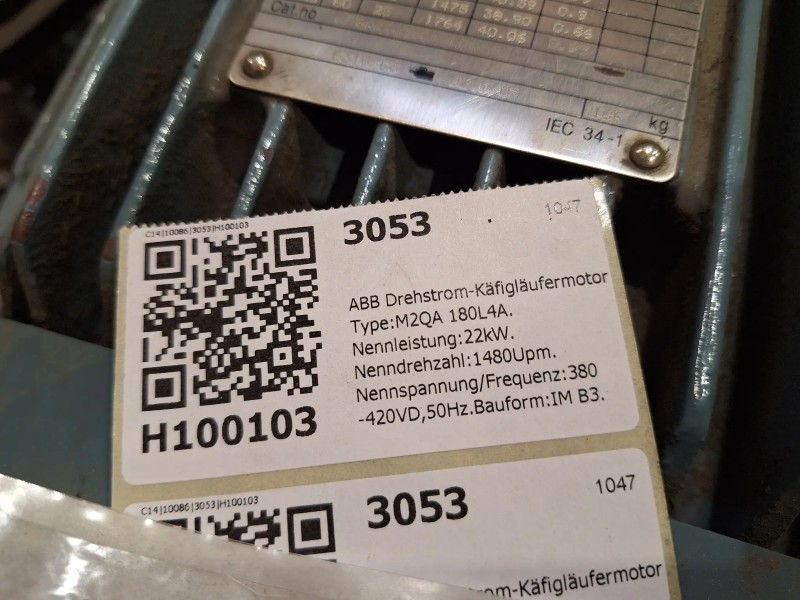 Cat.no
60 25 1475 38.90 0.9
1764 40.06
kg
IEC 34-1
C14|10086|3053|H100103
3053
1047
ABB Drehstrom-Käfigläufermotor
Type:M2QA 180L4A.
Nennleistung:22kW.
Nenndrehzahl:1480Upm.
Nennspannung/Frequenz:380
-420VD,50Hz.Bauform:IM B3.
H100103
C14|10086|3053|H100103
3053
1047
om-Käfigläufermotor